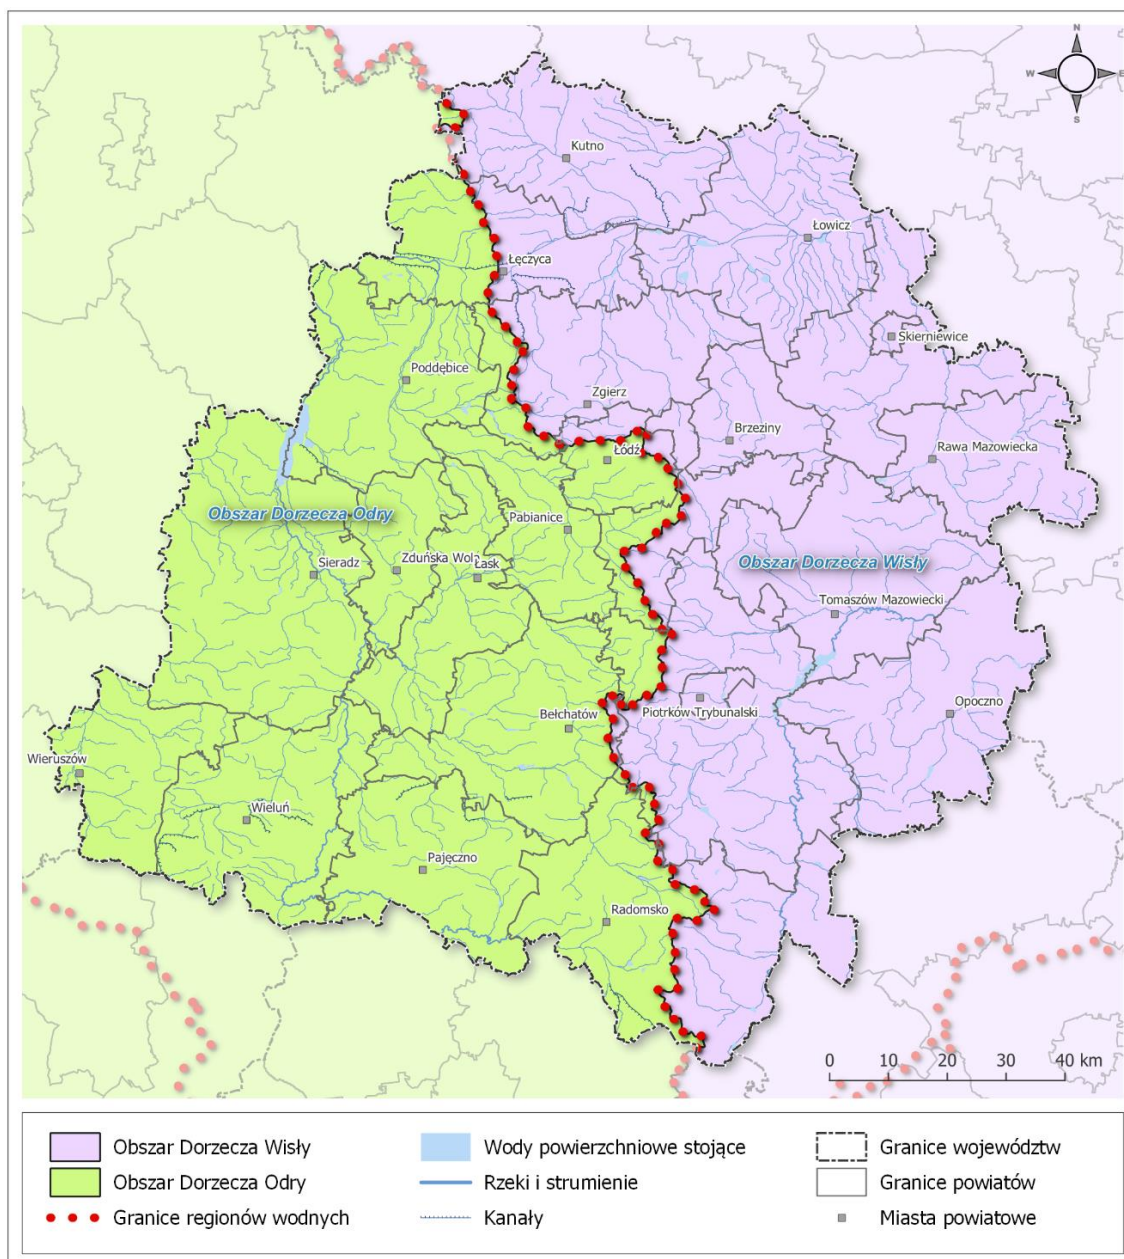 N
W E
S
Kutno
Łowicz
Łęczyca
Skierniewice
Poddębice
Zgierz
Brzeziny
Rawa Mazowiecka
Łódź
Obszar Dorzecza Odry
Pabianice
Obszar Dorzecza Wisły
Sieradz
Zduńska Wola
Łask
Tomaszów Mazowiecki
Opoczno
Piotrków Trybunalski
Bełchatów
Wieruszów
Wieluń
Pajęczno
Radomsko
0 10 20 30 40 km
Obszar Dorzecza Wisły
Obszar Dorzecza Odry
Granice regionów wodnych
Wody powierzchniowe stojące
Rzeki i strumienie
Kanały
Granice województw
Granice powiatów
Miasta powiatowe